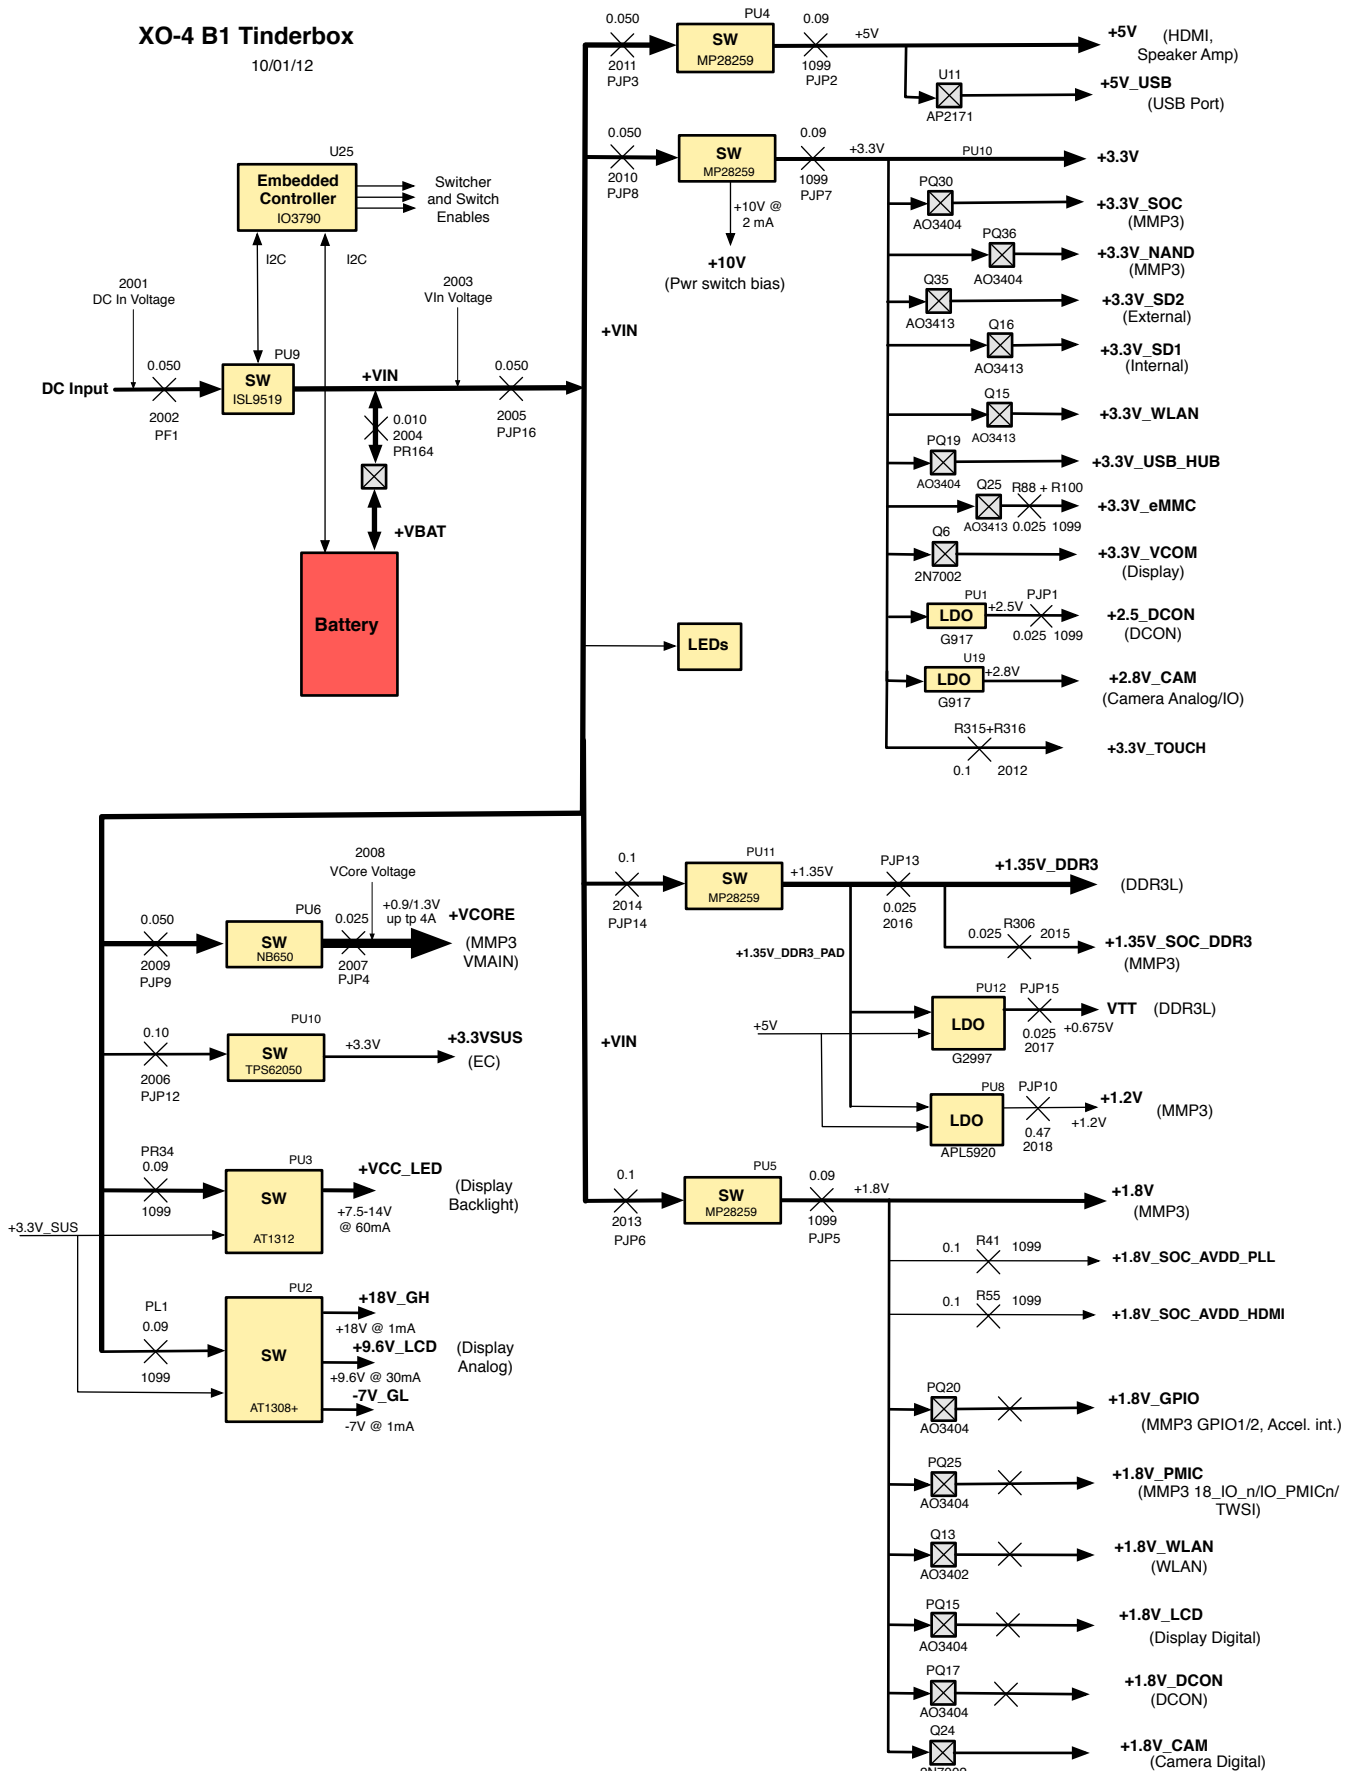 XO-4 B1 Tinderbox
10/01/12
U25
Embedded
Controller
IO3790
Switcher
and Switch
Enables
I2C
I2C
2001
DC In Voltage
2003
VIn Voltage
DC Input
0.050
2002
PF1
PU9
SW
ISL9519
+VIN
0.050
2005
PJP16
0.010
2004
PR164
+VBAT
Battery
+VIN
0.050
2011
PJP3
PU4
SW
MP28259
0.09
1099
PJP2
+5V
+5V
(HDMI,
Speaker Amp)
U11
AP2171
+5V_USB
(USB Port)
0.050
2010
PJP8
PU10
SW
MP28259
+10V @
2 mA
+10V
(Pwr switch bias)
0.09
1099
PJP7
+3.3V
+3.3V
PQ30
AO3404
+3.3V_SOC
(MMP3)
PQ36
AO3404
+3.3V_NAND
(MMP3)
Q35
AO3413
+3.3V_SD2
(External)
Q16
AO3413
+3.3V_SD1
(Internal)
Q15
AO3413
+3.3V_WLAN
PQ19
AO3404
+3.3V_USB_HUB
Q25
AO3413
R88 + R100
0.025 1099
+3.3V_eMMC
Q6
2N7002
+3.3V_VCOM
(Display)
PU1
LDO
G917
+2.5V
PJP1
0.025 1099
+2.5_DCON
(DCON)
U19
LDO
G917
+2.8V
+2.8V_CAM
(Camera Analog/IO)
R315+R316
0.1 2012
+3.3V_TOUCH
LEDs
2008
VCore Voltage
0.050
2009
PJP9
PU6
SW
NB650
0.025
2007
PJP4
+0.9/1.3V
up tp 4A
+VCORE
(MMP3
VMAIN)
0.10
2006
PJP12
PU10
SW
TPS62050
+3.3V
+3.3VSUS
(EC)
PR34
0.09
1099
PU3
SW
AT1312
+VCC_LED
+7.5-14V
@ 60mA
(Display
Backlight)
+3.3V_SUS
PL1
0.09
1099
PU2
SW
AT1308+
+18V_GH
+18V @ 1mA
+9.6V_LCD
+9.6V @ 30mA
-7V_GL
-7V @ 1mA
(Display
Analog)
+VIN
0.1
2014
PJP14
PU11
SW
MP28259
+1.35V
PJP13
0.025
2016
+1.35V_DDR3
(DDR3L)
R306
0.025 2015
+1.35V_SOC_DDR3
(MMP3)
+1.35V_DDR3_PAD
+5V
PU12
LDO
G2997
PJP15
0.025
2017
+0.675V
VTT
(DDR3L)
PU8
LDO
APL5920
PJP10
0.47
2018
+1.2V
+1.2V
(MMP3)
0.1
2013
PJP6
PU5
SW
MP28259
0.09
1099
PJP5
+1.8V
+1.8V
(MMP3)
0.1 R41 1099
+1.8V_SOC_AVDD_PLL
0.1 R55 1099
+1.8V_SOC_AVDD_HDMI
PQ20
AO3404
+1.8V_GPIO
(MMP3 GPIO1/2, Accel. int.)
PQ25
AO3404
+1.8V_PMIC
(MMP3 18_IO_n/IO_PMICn/
TWSI)
Q13
AO3402
+1.8V_WLAN
(WLAN)
PQ15
AO3404
+1.8V_LCD
(Display Digital)
PQ17
AO3404
+1.8V_DCON
(DCON)
Q24
+1.8V_CAM
(Camera Digital)